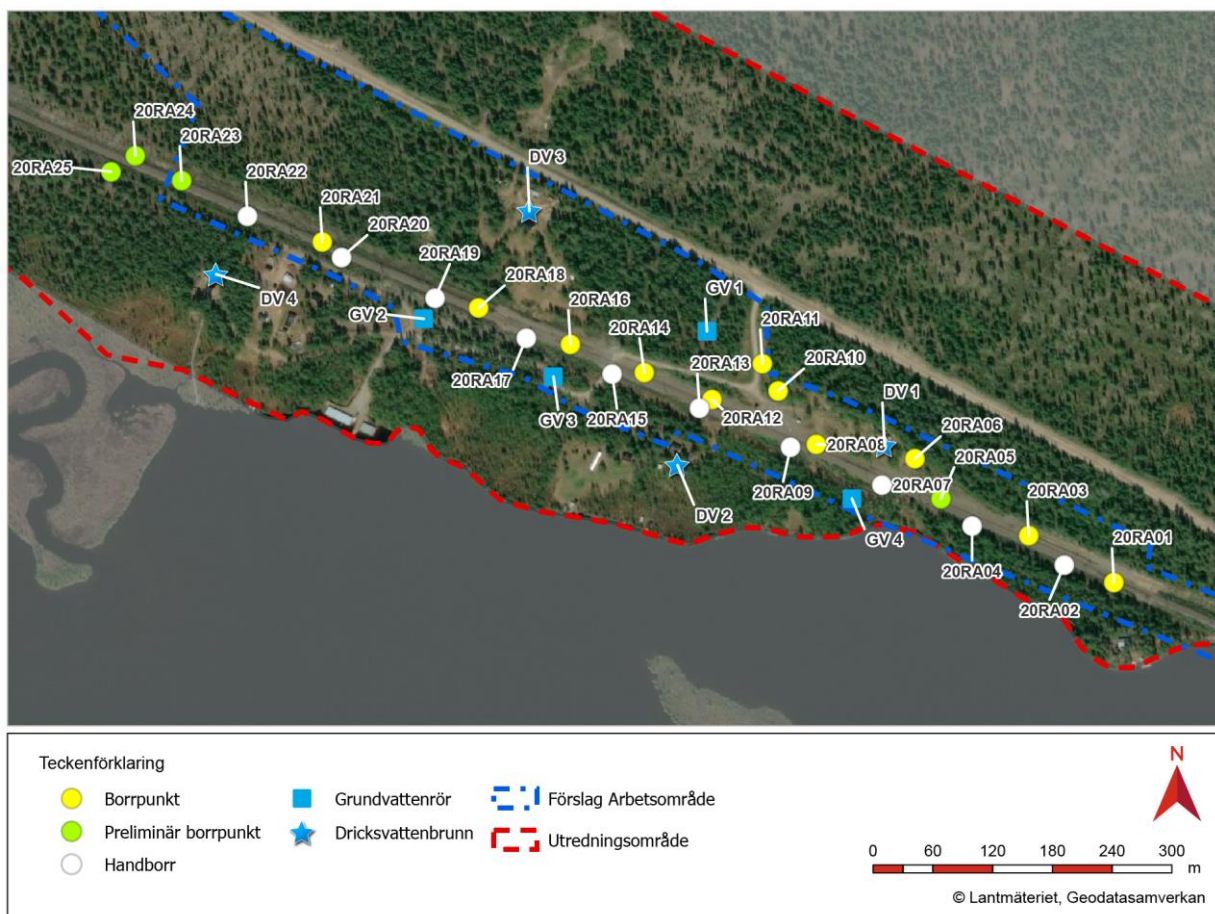 20RA24
20RA23
20RA25
20RA22
20RA21
20RA20
DV 3
20RA19
20RA18
DV 4
GV 2
20RA16
GV 1
20RA14
20RA11
20RA13
20RA10
20RA17
GV 3
20RA15
20RA12
DV 1
20RA08
20RA06
20RA09
20RA05
20RA07
DV 2
20RA03
GV 4
20RA04
20RA01
20RA02
Teckenförklaring
Borrpunkt
Preliminär borrpunkt
Handborr
Grundvattenrör
Dricksvattenbrunn
Förslag Arbetsområde
Utredningsområde
N
0 60 120 180 240 300
m
© Lantmäteriet, Geodatasamverkan